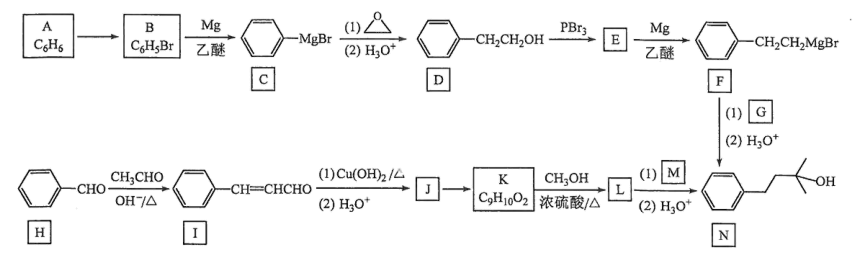 A
C₆H₆
B
C₆H₅Br
Mg
乙醚
MgBr
C
(1) O
(2) H₃O⁺
CH₂CH₂OH
D
PBr₃
E
Mg
乙醚
CH₂CH₂MgBr
F
(1) G
(2) H₃O⁺
CHO
H
CH₃CHO
OH⁻/△
CH=CHCHO
I
(1)Cu(OH)₂/△
(2) H₃O⁺
J
K
C₉H₁₀O₂
CH₃OH
浓硫酸/△
L
(1) M
(2) H₃O⁺
OH
N